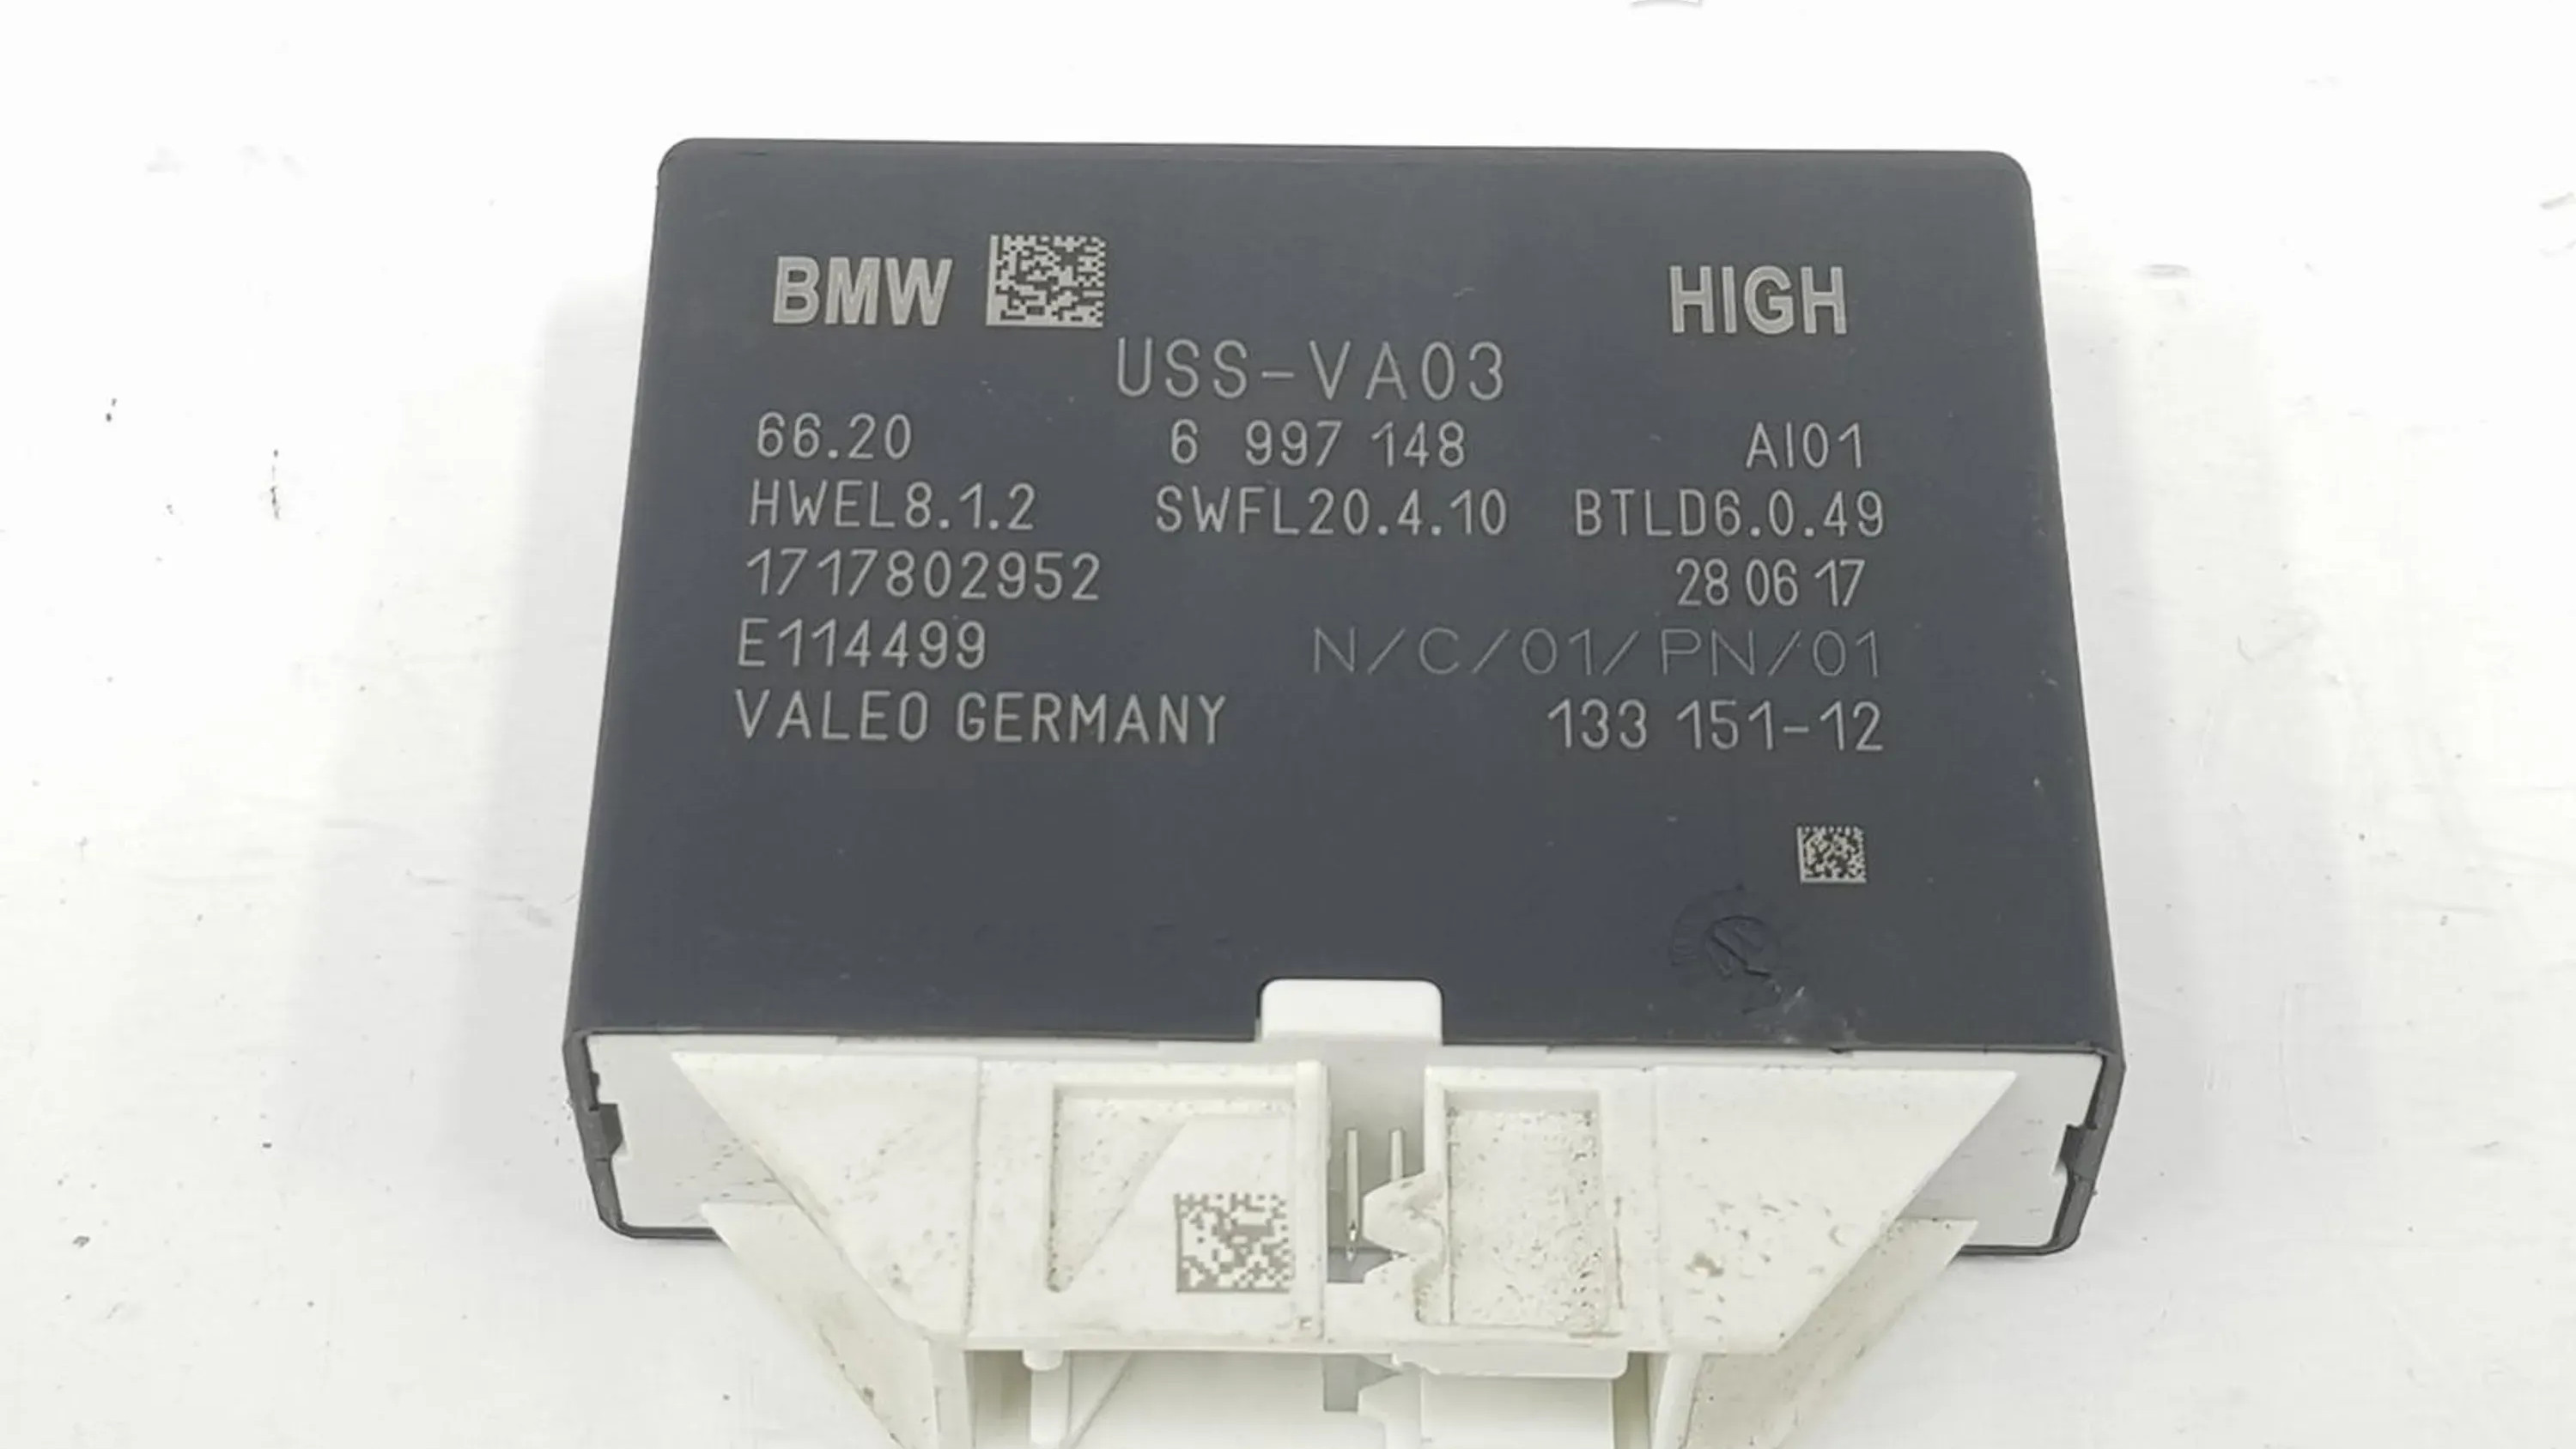 BMW HIGH
USS-VA03
66.20 6 997 148 AI01
HWEL8.1.2 SWFL20.4.10 BTLD6.0.49
1717802952 28 06 17
E114499 N/C/01/PN/01
VALEO GERMANY 133 151-12